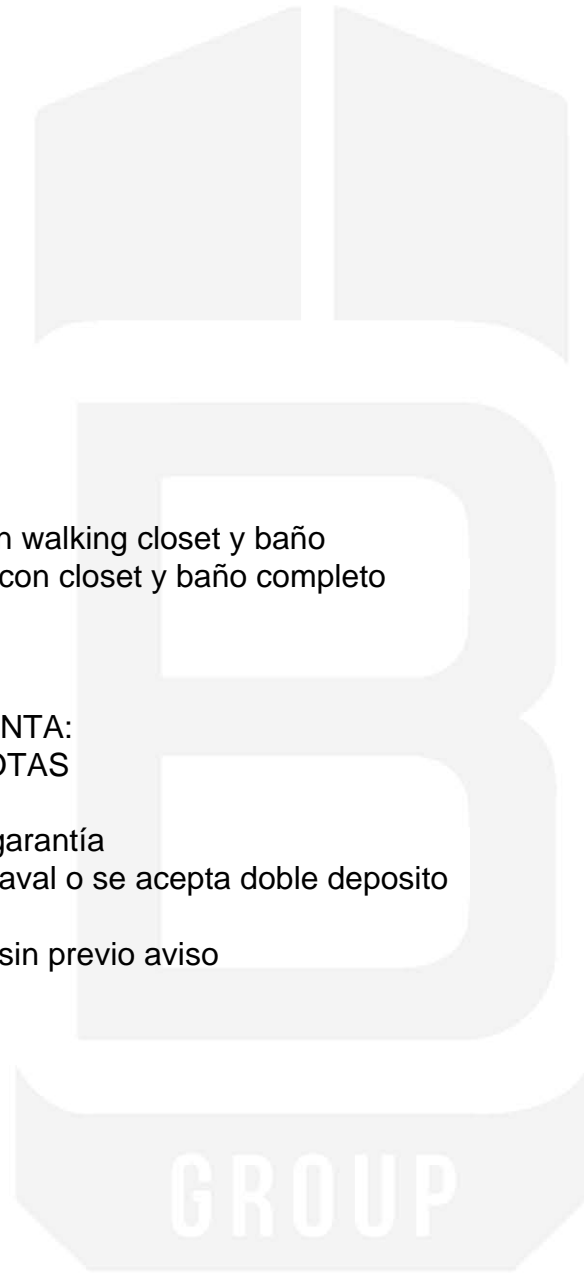 n walking closet y baño
con closet y baño completo
NTA:
OTAS
garantía
aval o se acepta doble deposito
sin previo aviso
B
GROUP